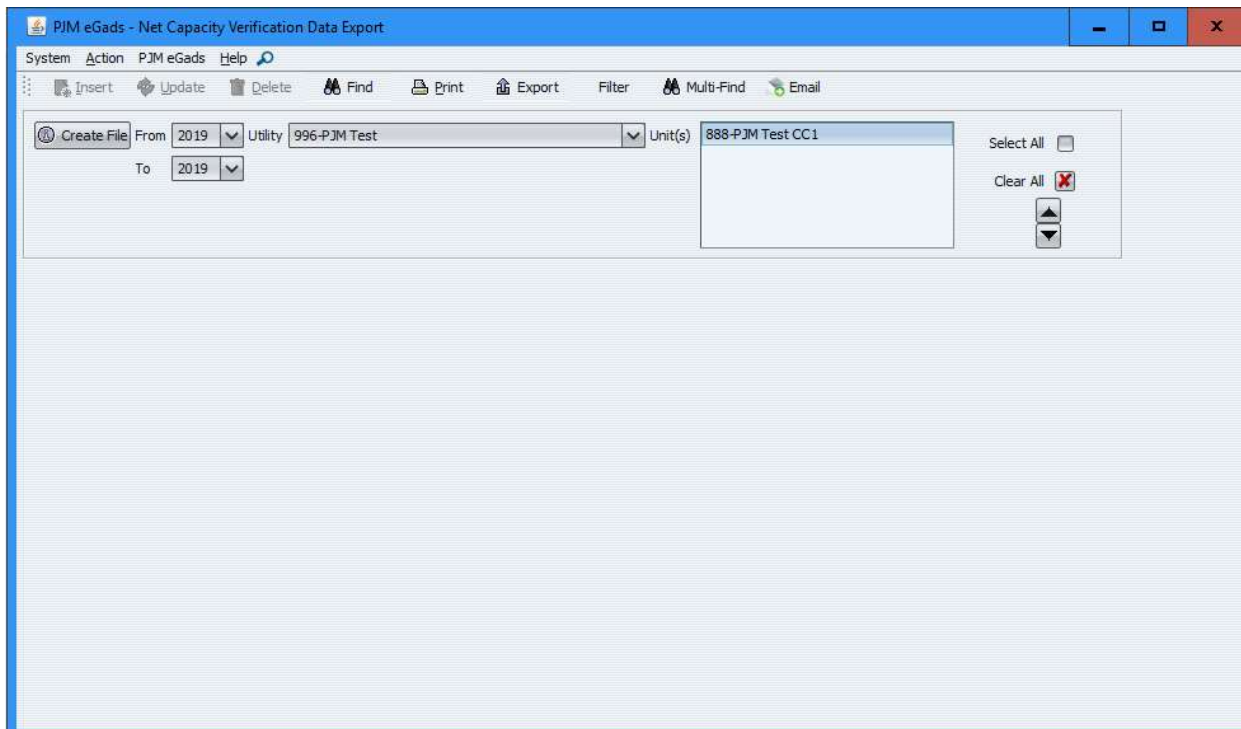 PJM eGads - Net Capacity Verification Data Export
System Action PJM eGads Help
Insert Update Delete Find Print Export Filter Multi-Find Email
Create File From 2019 Utility 996-PJM Test Unit(s) 888-PJM Test CC1 Select All
To 2019 Clear All